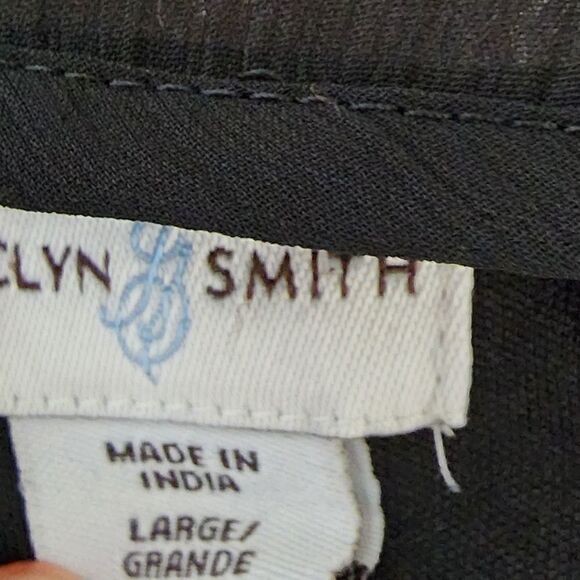 CLYN SMITH
MADE IN
INDIA
LARGE/
GRANDE